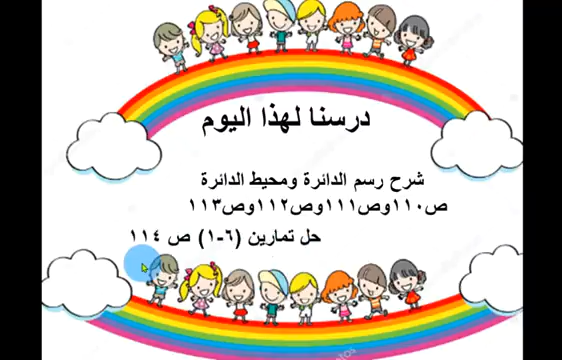 درسنا لهذا اليوم
شرح رسم الدائرة ومحيط الدائرة
ص١١٠وص١١١وص١١٢وص١١٣
حل تمارين (٦-١) ص ١١٤